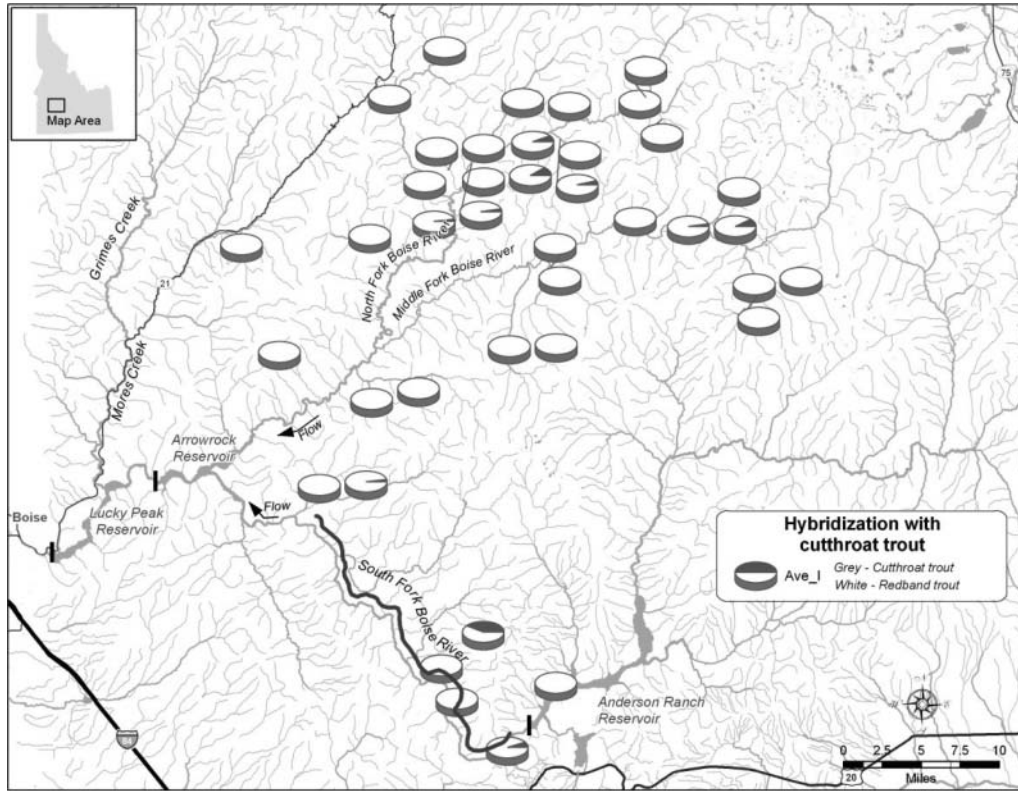 Map Area
75
Grimes Creek
21
Mores Creek
North Fork Boise River
Middle Fork Boise River
Flow
Arrowrock
Reservoir
Lucky Peak
Reservoir
Boise
Flow
South Fork Boise River
Hybridization with
cutthroat trout
Ave_I
Grey - Cutthroat trout
White - Redband trout
Anderson Ranch
Reservoir
84
0 2.5 5 7.5 10
Miles
20